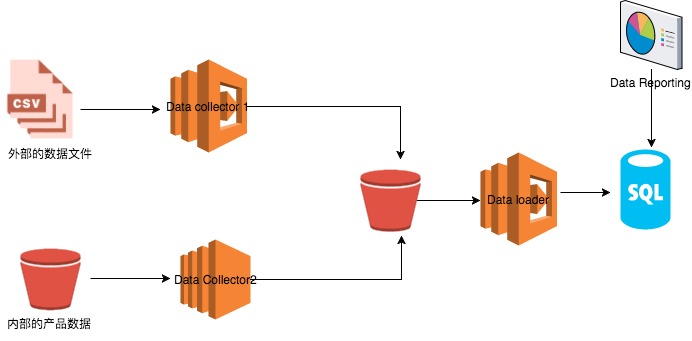 Data Reporting
CSV
Data collector 1
外部的数据文件
Data loader
SQL
Data Collector2
内部的产品数据